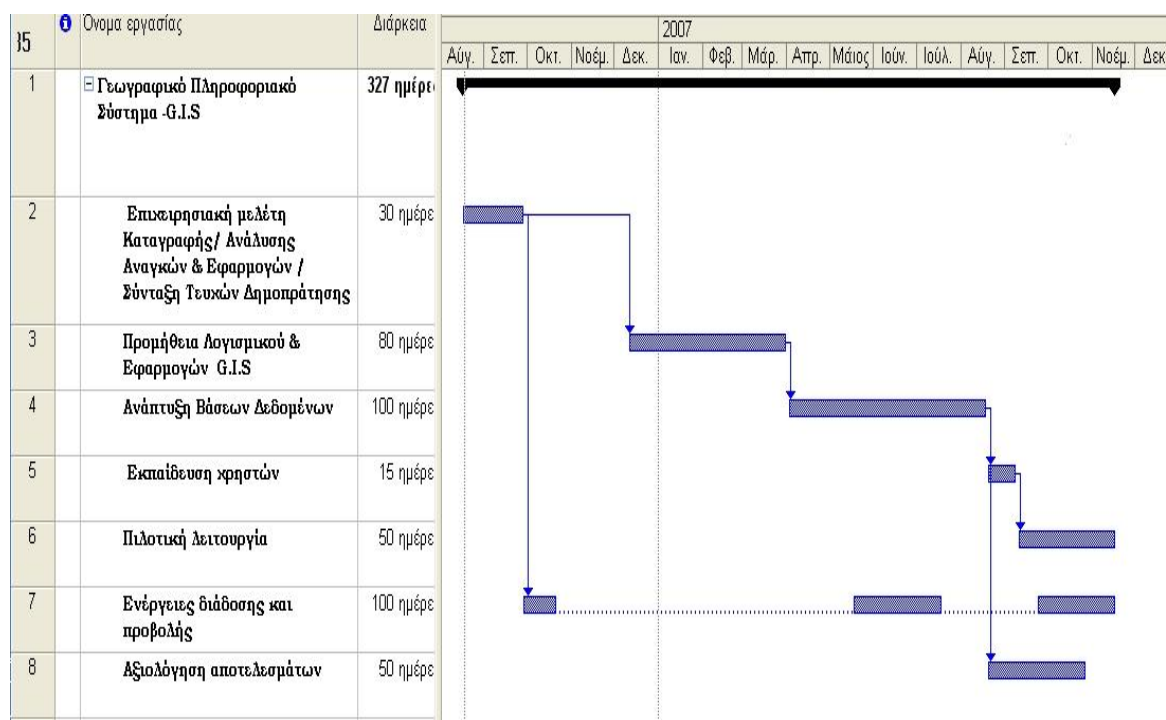 35
Όνομα εργασίας
Διάρκεια
2007
Αύγ. Σεπ. Οκτ. Νοέμ. Δεκ. Ιαν. Φεβ. Μάρ. Απρ. Μάιος Ιούν. Ιούλ. Αύγ. Σεπ. Οκτ. Νοέμ. Δεκ
1
Γεωγραφικό Πληροφοριακό
Σύστημα -G.I.S
327 ημέρε
2
Επιχειρησιακή μελέτη
Καταγραφής/ Ανάλυσης
Αναγκών & Εφαρμογών /
Σύνταξη Τευχών Δημοπράτησης
30 ημέρε
3
Προμήθεια Λογισμικού &
Εφαρμογών G.I.S
80 ημέρε
4
Ανάπτυξη Βάσεων Δεδομένων
100 ημέρε
5
Εκπαίδευση χρηστών
15 ημέρε
6
Πιλοτική λειτουργία
50 ημέρε
7
Ενέργειες διάδοσης και
προβολής
100 ημέρε
8
Αξιολόγηση αποτελεσμάτων
50 ημέρε